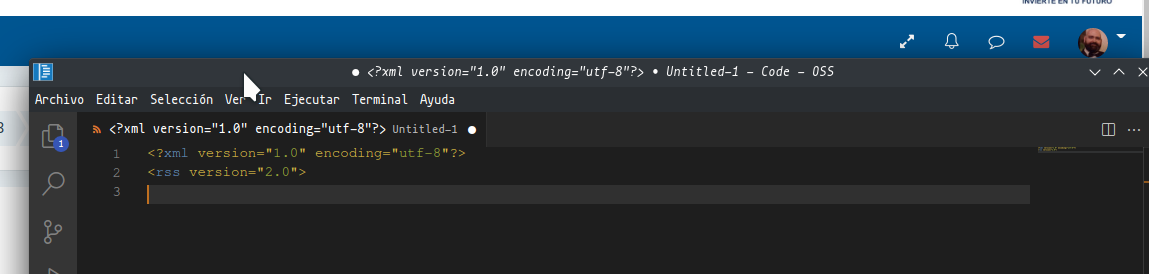 INVIERTE EN TU FUTURO
<?xml version="1.0" encoding="utf-8"?> • Untitled-1 - Code - OSS
Archivo Editar Selección Ver Ir Ejecutar Terminal Ayuda
<?xml version="1.0" encoding="utf-8"?> Untitled-1
1 <?xml version="1.0" encoding="utf-8"?>
1
2 <rss version="2.0">
3